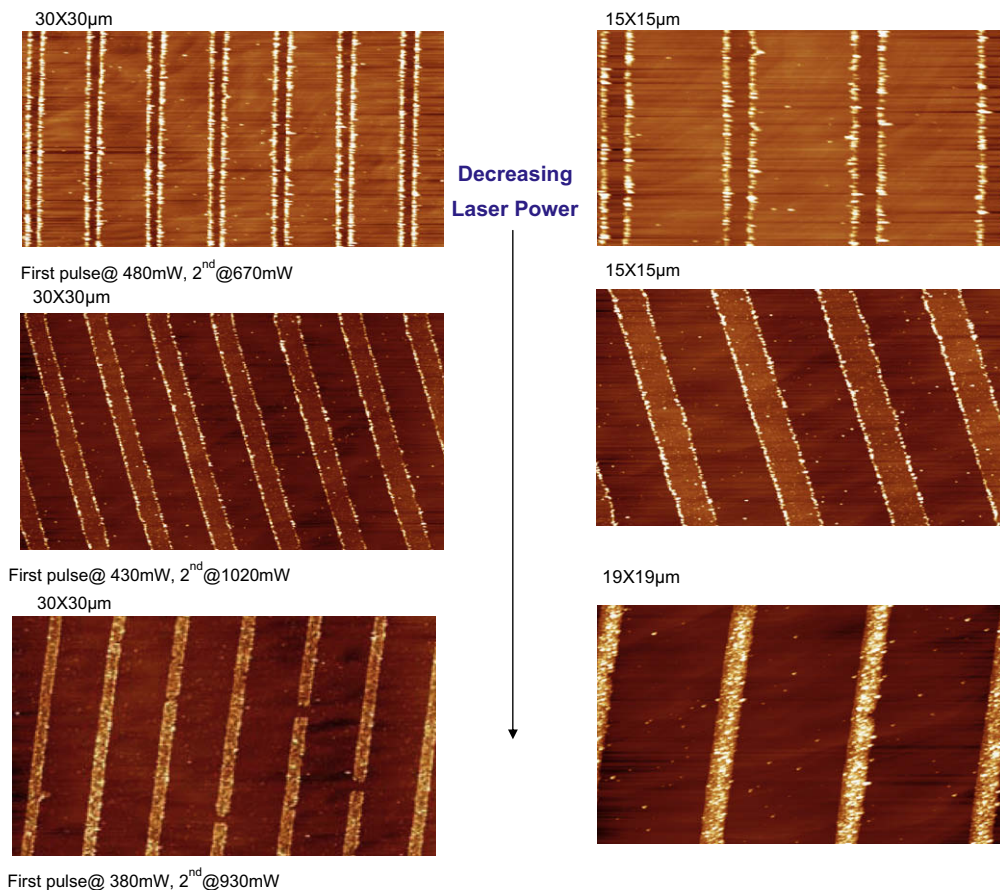 30X30µm
15X15µm
Decreasing
Laser Power
First pulse@ 480mW, 2nd@670mW
30X30µm
15X15µm
First pulse@ 430mW, 2nd@1020mW
30X30µm
19X19µm
First pulse@ 380mW, 2nd@930mW